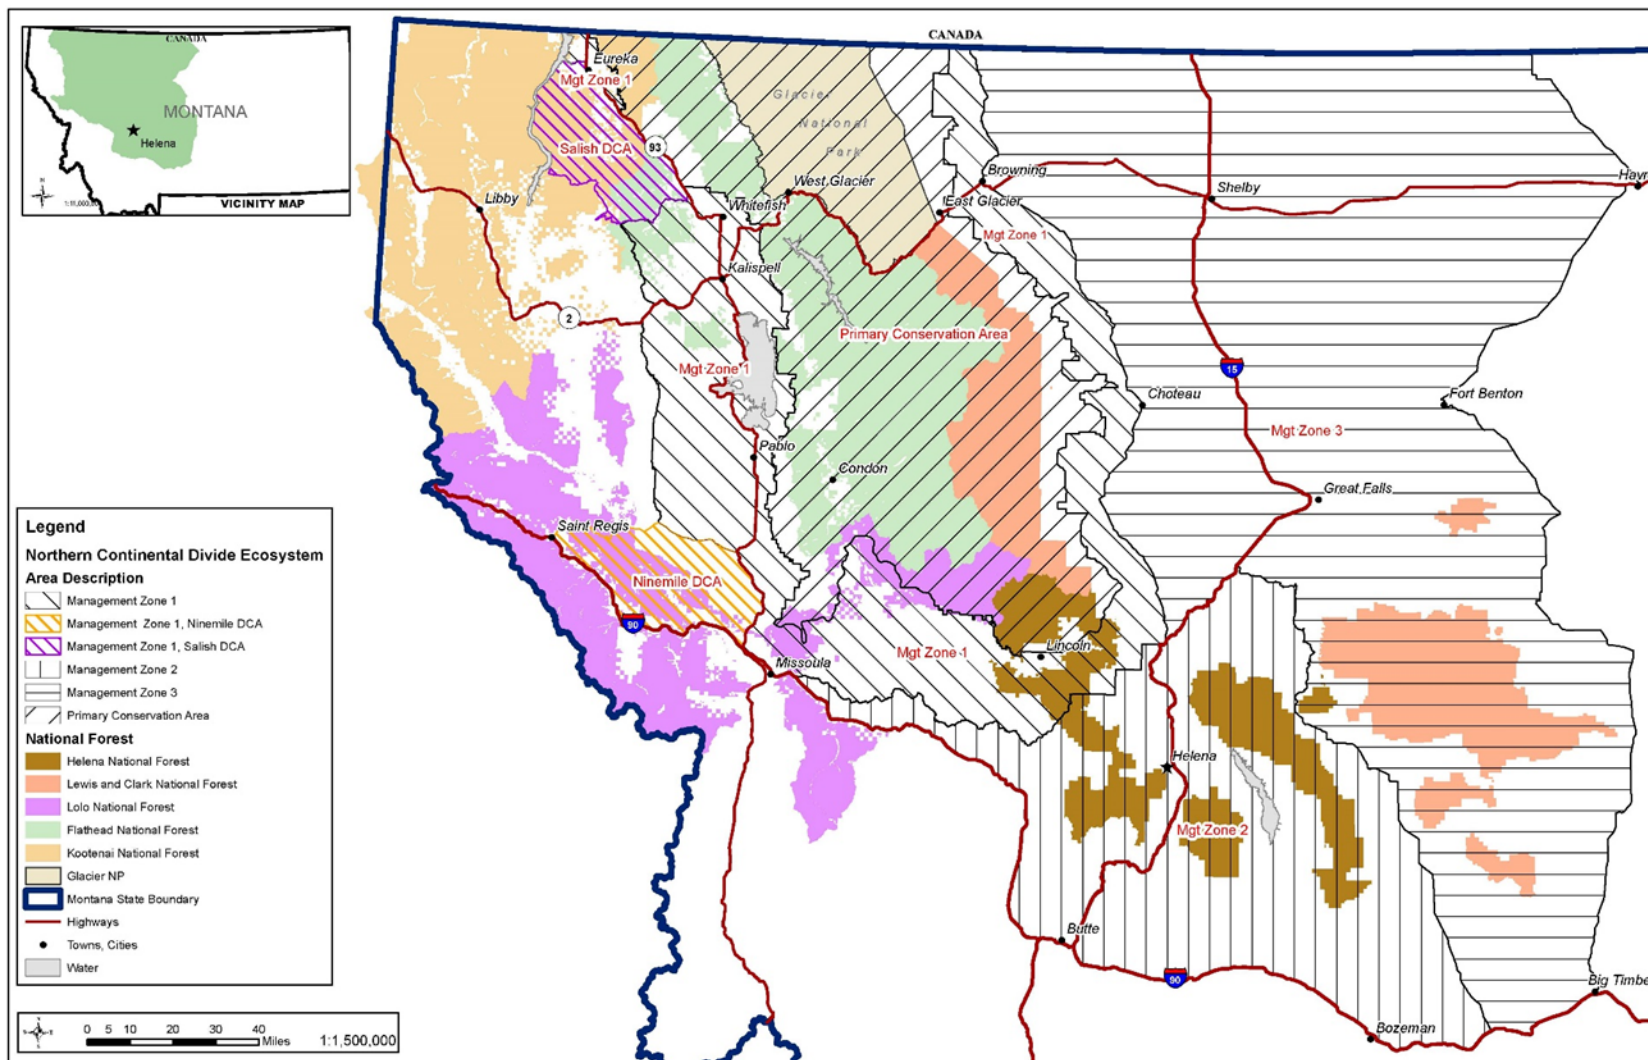 CANADA
MONTANA
Helena
N
VICINITY MAP
CANADA
Eureka
Mgt Zone 1
Glacier
National
Park
Salish DCA
93
Libby
Whitefish
West Glacier
Browning
East Glacier
Mgt Zone 1
Shelby
Kalispell
2
Primary Conservation Area
Mgt Zone 1
15
Choteau
Fort Benton
Mgt Zone 3
Pablo
Condon
Great Falls
Saint Regis
Ninemile DCA
90
Missoula
Mgt Zone 1
Lincoln
Helena
Mgt Zone 2
Butte
90
Bozeman
Legend
Northern Continental Divide Ecosystem
Area Description
Management Zone 1
Management Zone 1, Ninemile DCA
Management Zone 1, Salish DCA
Management Zone 2
Management Zone 3
Primary Conservation Area
National Forest
Helena National Forest
Lewis and Clark National Forest
Lolo National Forest
Flathead National Forest
Kootenai National Forest
Glacier NP
Montana State Boundary
Highways
Towns, Cities
Water
0 5 10 20 30 40
Miles
1:1,500,000